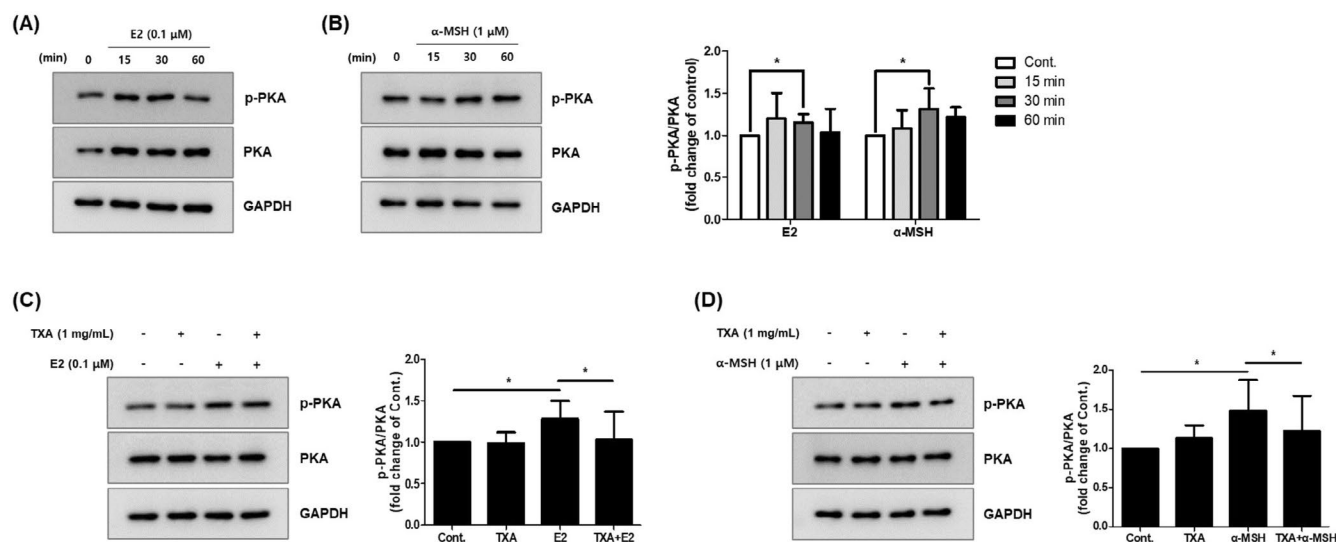 (A)
E2 (0.1 μM)
(min) 0 15 30 60
p-PKA
PKA
GAPDH
(B)
α-MSH (1 μM)
(min) 0 15 30 60
p-PKA
PKA
GAPDH
p-PKA/PKA
(fold change of control)
2.0
1.5
1.0
0.5
0.0
* *
E2 α-MSH
Cont.
15 min
30 min
60 min
(C)
TXA (1 mg/mL) - + - +
E2 (0.1 μM) - - + +
p-PKA
PKA
GAPDH
p-PKA/PKA
(fold change of Cont.)
2.0
1.5
1.0
0.5
0.0
* *
Cont. TXA E2 TXA+E2
(D)
TXA (1 mg/mL) - + - +
α-MSH (1 μM) - - + +
p-PKA
PKA
GAPDH
p-PKA/PKA
(fold change of Cont.)
2.0
1.5
1.0
0.5
0.0
* *
Cont. TXA α-MSH TXA+α-MSH